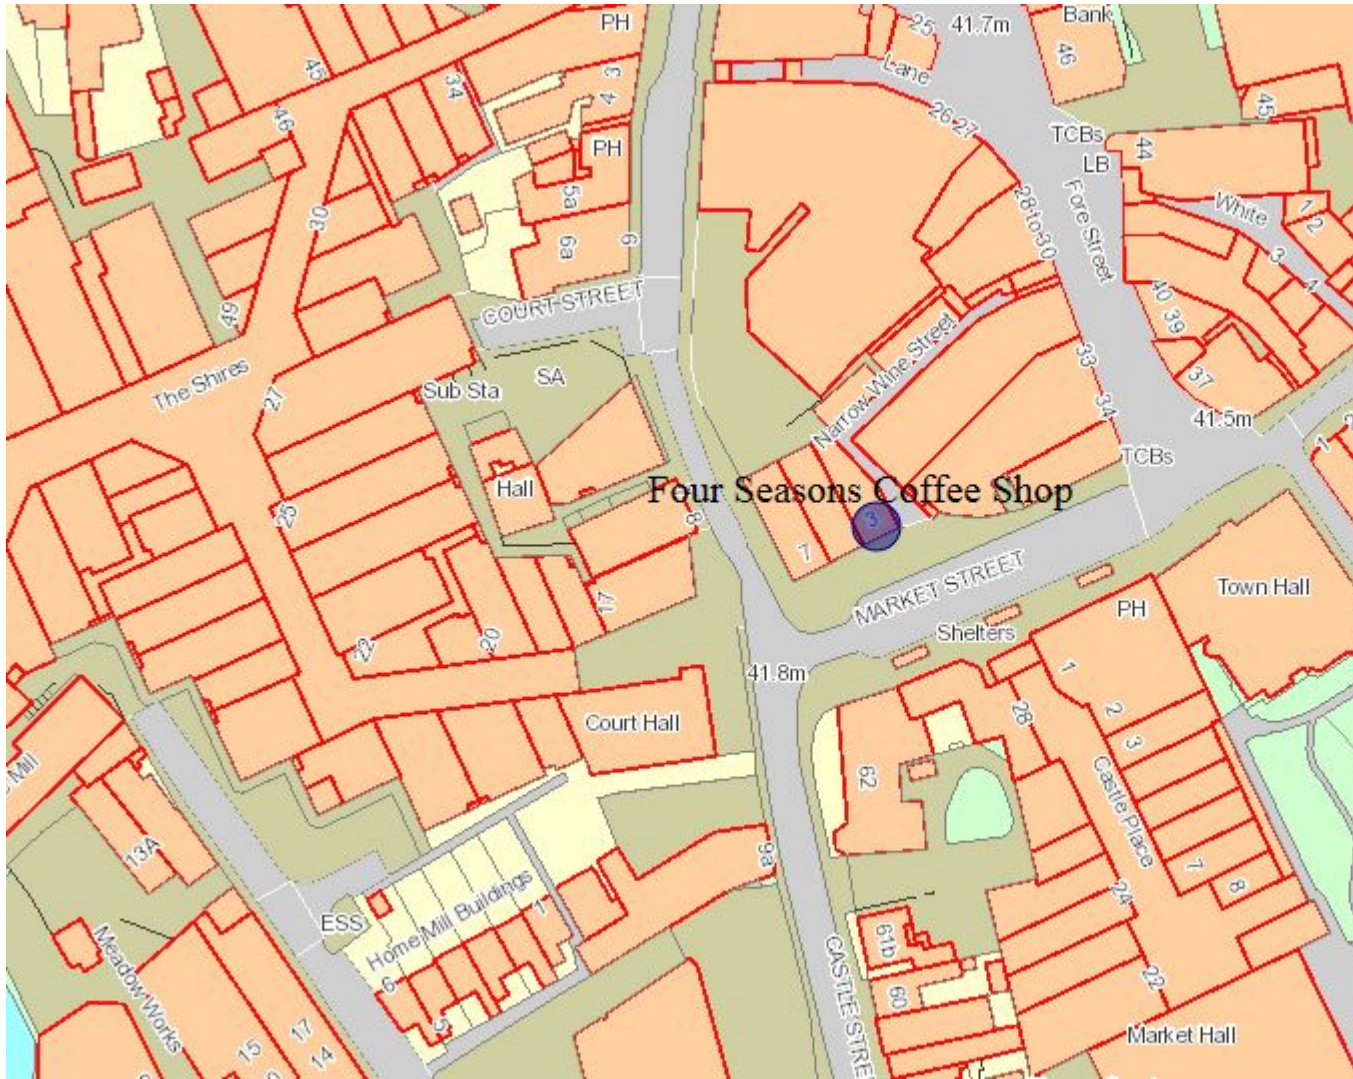 PH
25
41.7m
Bank
46
Lane
45
34
3
4
46
PH
26
27
TCBs
LB
44
45
5a
6a
6
30
28 to 30
Fore Street
White
1
2
3
4
COURT STREET
49
40
39
37
The Shires
27
Sub Sta
SA
Narrow Wine Street
33
34
41.5m
1
TCBs
25
Hall
8
Four Seasons Coffee Shop
3
7
MARKET STREET
Shelters
PH
Town Hall
22
20
17
41.8m
1
2
3
28
Court Hall
62
Castle Place
Mill
13A
9a
7
8
24
ESS
Home Mill Buildings
1
6
5
61b
60
22
CASTLE STRE
Meadow Works
15
17
14
Market Hall